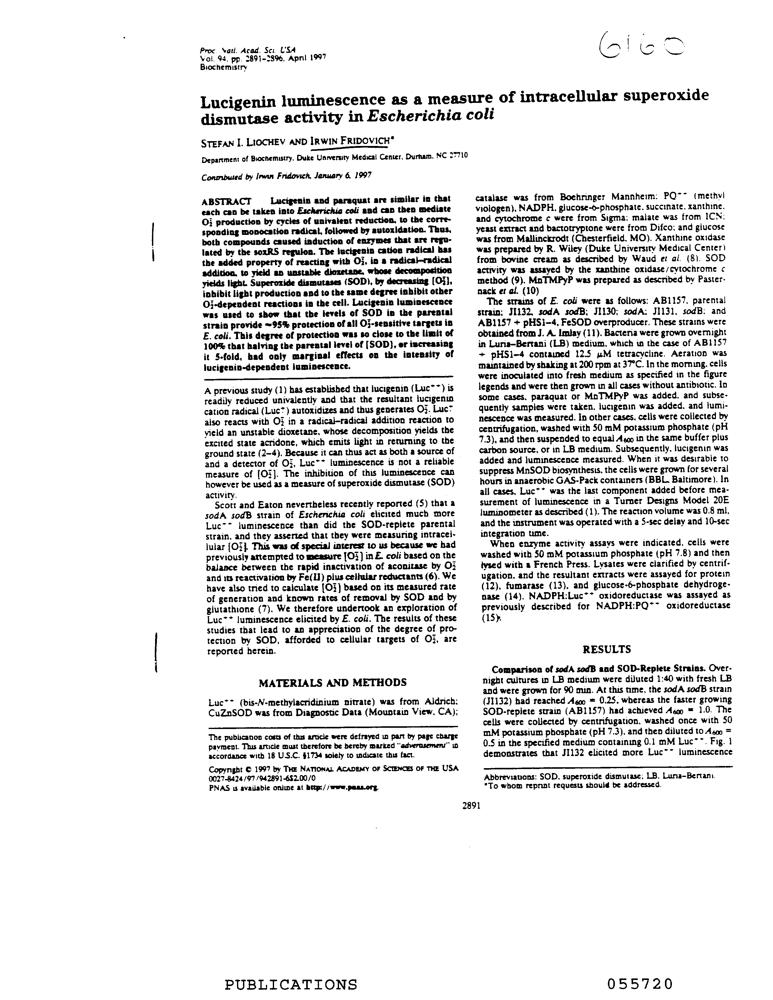 6160
Proc. Natl. Acad. Sci. USA
Vol. 94, pp. 2891-2896, April 1997
Biochemistry
Lucigenin luminescence as a measure of intracellular superoxide
dismutase activity in Escherichia coli
STEFAN I. LIOCHEV AND IRWIN FRIDOVICH*
Department of Biochemistry, Duke University Medical Center, Durham, NC 27710
Contributed by Irwin Fridovich, January 6, 1997
ABSTRACT Lucigenin and paraquat are similar in that
each can be taken into Escherichia coli and can then mediate
O₂⁻ production by cycles of univalent reduction, to the corre-
sponding monocation radical, followed by autoxidation. Thus,
both compounds caused induction of enzymes that are regu-
lated by the soxRS regulon. The lucigenin cation radical has
the added property of reacting with O₂⁻, in a radical–radical
addition, to yield an unstable dioxetane, whose decomposition
yields light. Superoxide dismutases (SOD), by decreasing [O₂⁻],
inhibit light production and to the same degree inhibit other
O₂⁻-dependent reactions in the cell. Lucigenin luminescence
was used to show that the levels of SOD in the parental
strain provide ≈95% protection of all O₂⁻-sensitive targets in
E. coli. This degree of protection was so close to the limit of
100% that halving the parental level of [SOD], or increasing
it 5-fold, had only marginal effects on the intensity of
lucigenin-dependent luminescence.
A previous study (1) has established that lucigenin (Luc⁺⁺) is
readily reduced univalently and that the resultant lucigenin
cation radical (Luc⁺) autoxidizes and thus generates O₂⁻. Luc⁺
also reacts with O₂⁻ in a radical–radical addition reaction to
yield an unstable dioxetane, whose decomposition yields the
excited state acridone, which emits light in returning to the
ground state (2–4). Because it can thus act as both a source of
and a detector of O₂⁻, Luc⁺⁺ luminescence is not a reliable
measure of [O₂⁻]. The inhibition of this luminescence can
however be used as a measure of superoxide dismutase (SOD)
activity.
Scott and Eaton nevertheless recently reported (5) that a
sodA sodB strain of Escherichia coli elicited much more
Luc⁺⁺ luminescence than did the SOD-replete parental
strain, and they asserted that they were measuring intracel-
lular [O₂⁻]. This was of special interest to us because we had
previously attempted to measure [O₂⁻] in E. coli based on the
balance between the rapid inactivation of aconitase by O₂⁻
and its reactivation by Fe(II) plus cellular reductants (6). We
have also tried to calculate [O₂⁻] based on its measured rate
of generation and known rates of removal by SOD and by
glutathione (7). We therefore undertook an exploration of
Luc⁺⁺ luminescence elicited by E. coli. The results of these
studies that lead to an appreciation of the degree of pro-
tection by SOD, afforded to cellular targets of O₂⁻, are
reported herein.
MATERIALS AND METHODS
Luc⁺⁺ (bis-N-methylacridinium nitrate) was from Aldrich;
CuZnSOD was from Diagnostic Data (Mountain View, CA);
The publication costs of this article were defrayed in part by page charge
payment. This article must therefore be hereby marked "advertisement" in
accordance with 18 U.S.C. §1734 solely to indicate this fact.
Copyright © 1997 by THE NATIONAL ACADEMY OF SCIENCES OF THE USA
0027-8424/97/942891-6$2.00/0
PNAS is available online at http://www.pnas.org.
catalase was from Boehringer Mannheim; PQ⁺⁺ (methyl
viologen), NADPH, glucose-6-phosphate, succinate, xanthine,
and cytochrome c were from Sigma; malate was from ICN;
yeast extract and bactotryptone were from Difco; and glucose
was from Mallinckrodt (Chesterfield, MO). Xanthine oxidase
was prepared by R. Wiley (Duke University Medical Center)
from bovine cream as described by Waud et al. (8). SOD
activity was assayed by the xanthine oxidase/cytochrome c
method (9). MnTMPyP was prepared as described by Paster-
nack et al. (10)
The strains of E. coli were as follows: AB1157, parental
strain; JI132, sodA sodB; JI130; sodA; JI131, sodB; and
AB1157 + pHS1–4, FeSOD overproducer. These strains were
obtained from J. A. Imlay (11). Bacteria were grown overnight
in Luria–Bertani (LB) medium, which in the case of AB1157
+ pHS1–4 contained 12.5 μM tetracycline. Aeration was
maintained by shaking at 200 rpm at 37°C. In the morning, cells
were inoculated into fresh medium as specified in the figure
legends and were then grown in all cases without antibiotic. In
some cases, paraquat or MnTMPyP was added, and subse-
quently samples were taken, lucigenin was added, and lumi-
nescence was measured. In other cases, cells were collected by
centrifugation, washed with 50 mM potassium phosphate (pH
7.3), and then suspended to equal A₆₀₀ in the same buffer plus
carbon source, or in LB medium. Subsequently, lucigenin was
added and luminescence measured. When it was desirable to
suppress MnSOD biosynthesis, the cells were grown for several
hours in anaerobic GAS-Pack containers (BBL, Baltimore). In
all cases, Luc⁺⁺ was the last component added before mea-
surement of luminescence in a Turner Designs Model 20E
luminometer as described (1). The reaction volume was 0.8 ml,
and the instrument was operated with a 5-sec delay and 10-sec
integration time.
When enzyme activity assays were indicated, cells were
washed with 50 mM potassium phosphate (pH 7.8) and then
lysed with a French Press. Lysates were clarified by centrif-
ugation, and the resultant extracts were assayed for protein
(12), fumarase (13), and glucose-6-phosphate dehydroge-
nase (14). NADPH:Luc⁺⁺ oxidoreductase was assayed as
previously described for NADPH:PQ⁺⁺ oxidoreductase
(15).
RESULTS
Comparison of sodA sodB and SOD-Replete Strains. Over-
night cultures in LB medium were diluted 1:40 with fresh LB
and were grown for 90 min. At this time, the sodA sodB strain
(JI132) had reached A₆₀₀ = 0.25, whereas the faster growing
SOD-replete strain (AB1157) had achieved A₆₀₀ = 1.0. The
cells were collected by centrifugation, washed once with 50
mM potassium phosphate (pH 7.3), and then diluted to A₆₀₀ =
0.5 in the specified medium containing 0.1 mM Luc⁺⁺. Fig. 1
demonstrates that JI132 elicited more Luc⁺⁺ luminescence
Abbreviations: SOD, superoxide dismutase; LB, Luria–Bertani.
*To whom reprint requests should be addressed.
2891
PUBLICATIONS
055720